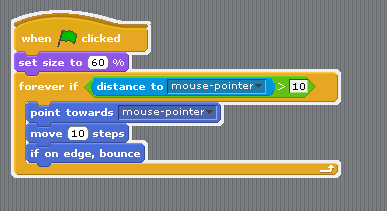 when clicked
set size to 60 %
forever if distance to mouse-pointer > 10
point towards mouse-pointer
move 10 steps
if on edge, bounce